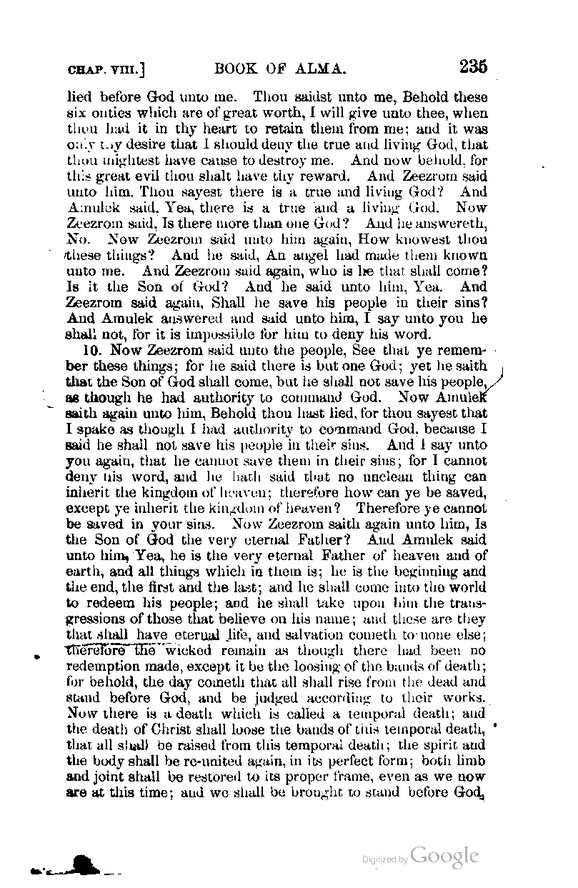 CHAP. VIII.] BOOK OF ALMA. 235
lied before God unto me. Thou saidst unto me, Behold these
six onties which are of great worth, I will give unto thee, when
thou had it in thy heart to retain them from me; and it was
only thy desire that I should deny the true and living God, that
thou mightest have cause to destroy me. And now behold, for
this great evil thou shalt have thy reward. And Zeezrom said
unto him, Thou sayest there is a true and living God? And
Amulek said, Yea, there is a true and a living God. Now
Zeezrom said, Is there more than one God? And he answereth,
No. Now Zeezrom said unto him again, How knowest thou
these things? And he said, An angel had made them known
unto me. And Zeezrom said again, who is he that shall come?
Is it the Son of God? And he said unto him, Yea. And
Zeezrom said again, Shall he save his people in their sins?
And Amulek answered and said unto him, I say unto you he
shall not, for it is impossible for him to deny his word.
10. Now Zeezrom said unto the people, See that ye remem-
ber these things; for he said there is but one God; yet he saith
that the Son of God shall come, but he shall not save his people,
as though he had authority to command God. Now Amulek
saith again unto him, Behold thou hast lied, for thou sayest that
I spake as though I had authority to command God, because I
said he shall not save his people in their sins. And I say unto
you again, that he cannot save them in their sins; for I cannot
deny his word, and he hath said that no unclean thing can
inherit the kingdom of heaven; therefore how can ye be saved,
except ye inherit the kingdom of heaven? Therefore ye cannot
be saved in your sins. Now Zeezrom saith again unto him, Is
the Son of God the very eternal Father? And Amulek said
unto him, Yea, he is the very eternal Father of heaven and of
earth, and all things which in them is; he is the beginning and
the end, the first and the last; and he shall come into the world
to redeem his people; and he shall take upon him the trans-
gressions of those that believe on his name; and these are they
that shall have eternal life, and salvation cometh to none else;
therefore the wicked remain as though there had been no
redemption made, except it be the loosing of the bands of death;
for behold, the day cometh that all shall rise from the dead and
stand before God, and be judged according to their works.
Now there is a death which is called a temporal death; and
the death of Christ shall loose the bands of this temporal death,
that all shall be raised from this temporal death; the spirit and
the body shall be re-united again, in its perfect form; both limb
and joint shall be restored to its proper frame, even as we now
are at this time; and we shall be brought to stand before God,
Digitized by Google